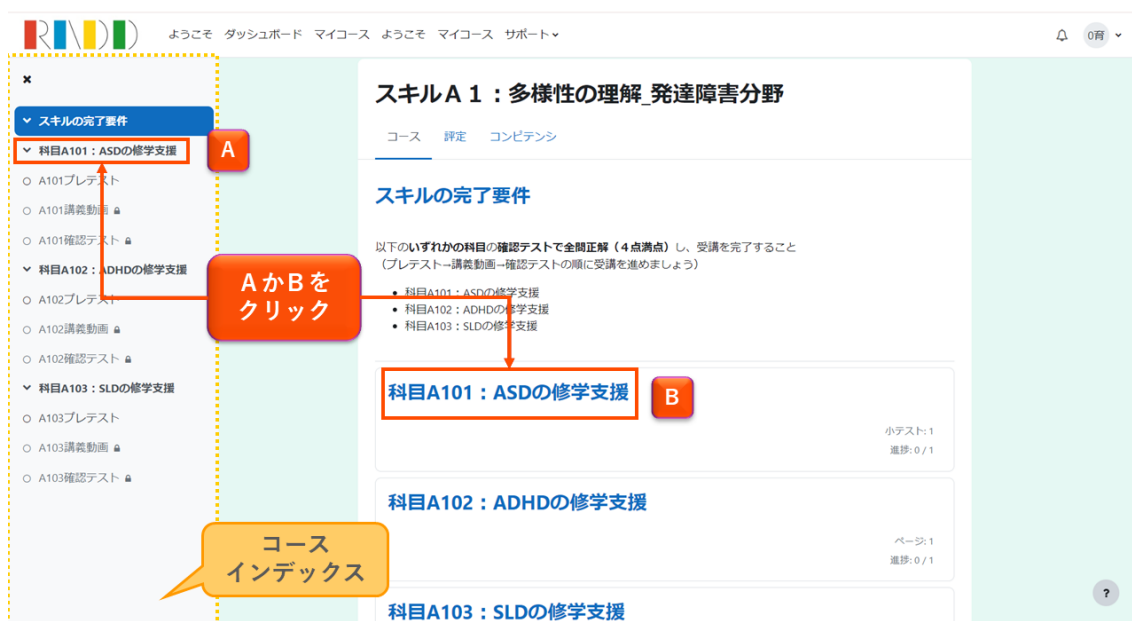 RINDD
ようこそ ダッシュボード マイコース ようこそ マイコース サポート
0育
スキルの完了要件
科目A101：ASDの修学支援
A
A101プレテスト
A101講義動画
A101確認テスト
科目A102：ADHDの修学支援
A102プレテスト
A102講義動画
A102確認テスト
科目A103：SLDの修学支援
A103プレテスト
A103講義動画
A103確認テスト
AかBを
クリック
コース
インデックス
スキルA１：多様性の理解_発達障害分野
コース 評定 コンピテンシ
スキルの完了要件
以下のいずれかの科目の確認テストで全問正解（４点満点）し、受講を完了すること
（プレテスト→講義動画→確認テストの順に受講を進めましょう）
科目A101：ASDの修学支援
科目A102：ADHDの修学支援
科目A103：SLDの修学支援
科目A101：ASDの修学支援
B
小テスト: 1
進捗: 0 / 1
科目A102：ADHDの修学支援
ページ: 1
進捗: 0 / 1
科目A103：SLDの修学支援
?